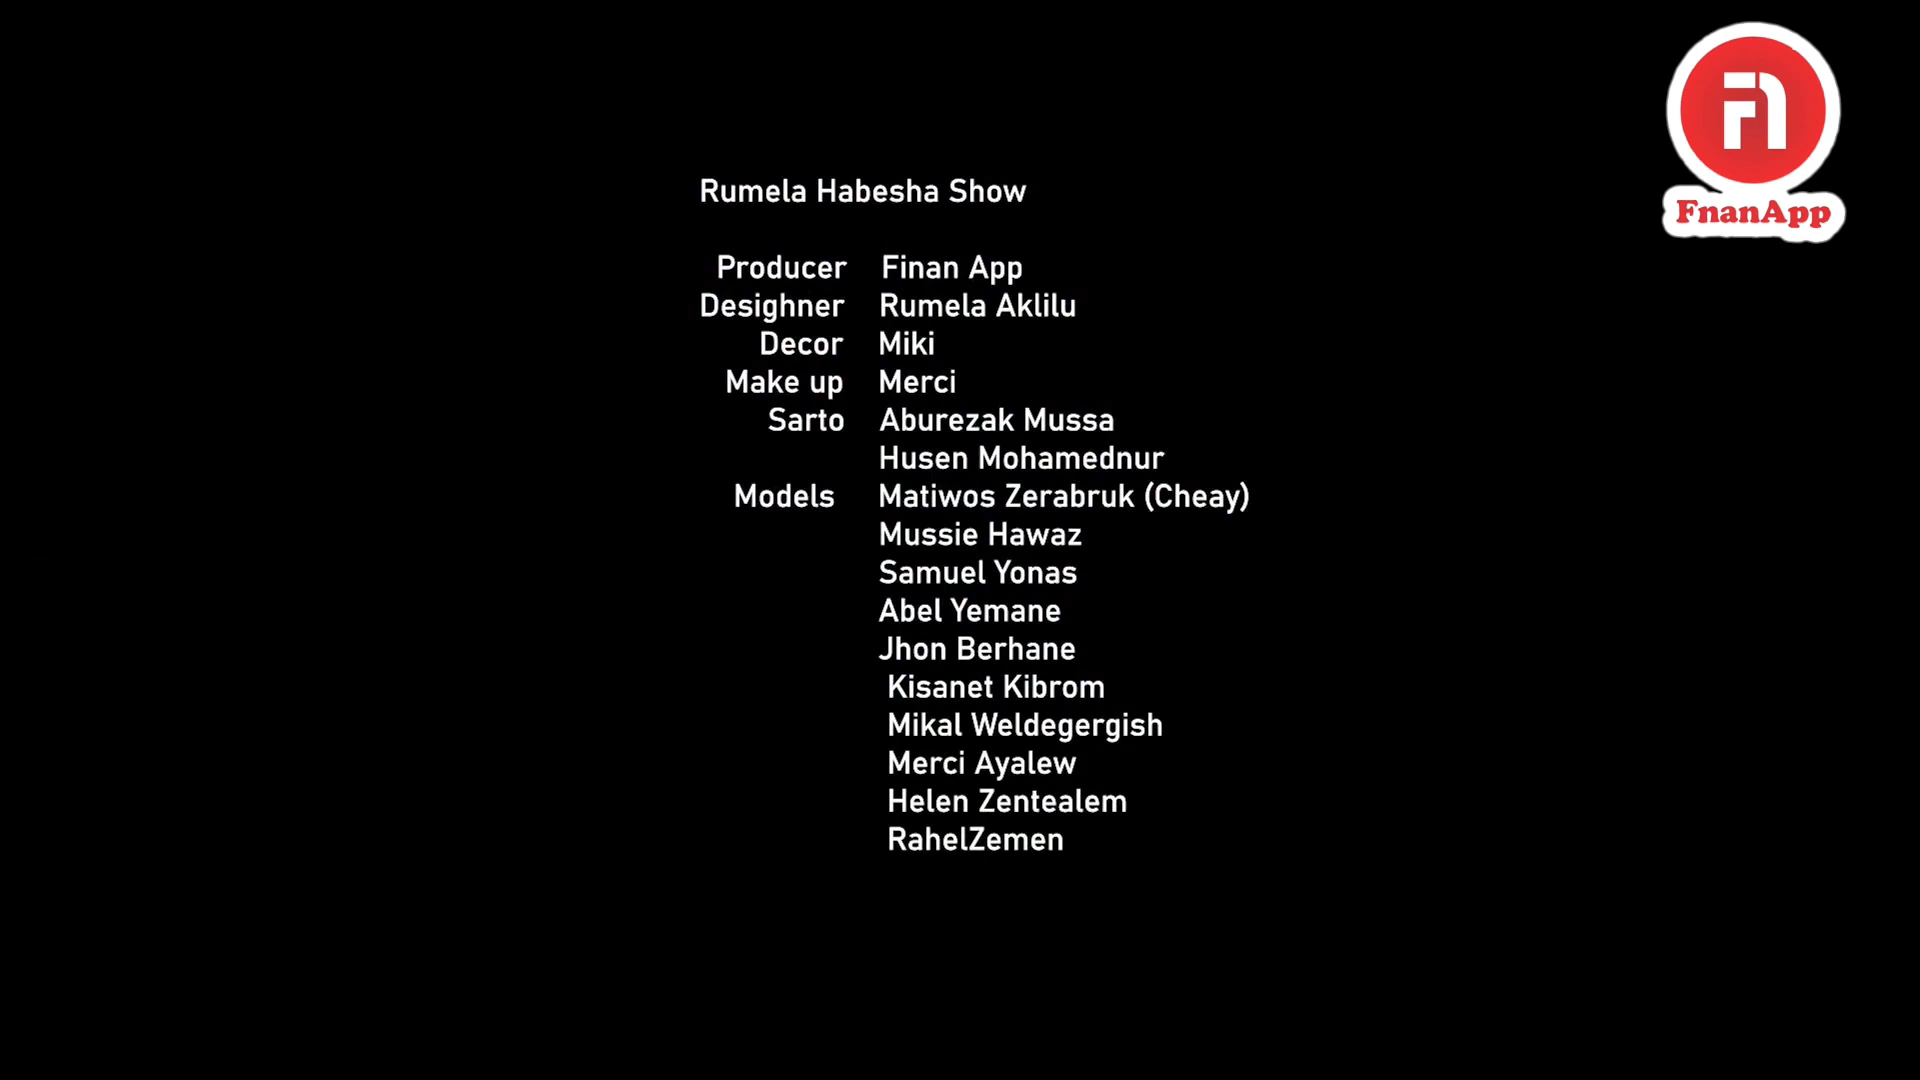 Rumela Habesha Show
Producer Finan App
Desighner Rumela Aklilu
Decor Miki
Make up Merci
Sarto Aburezak Mussa
Husen Mohamednur
Models Matiwos Zerabruk (Cheay)
Mussie Hawaz
Samuel Yonas
Abel Yemane
Jhon Berhane
Kisanet Kibrom
Mikal Weldegergish
Merci Ayalew
Helen Zentealem
RahelZemen
FnanApp